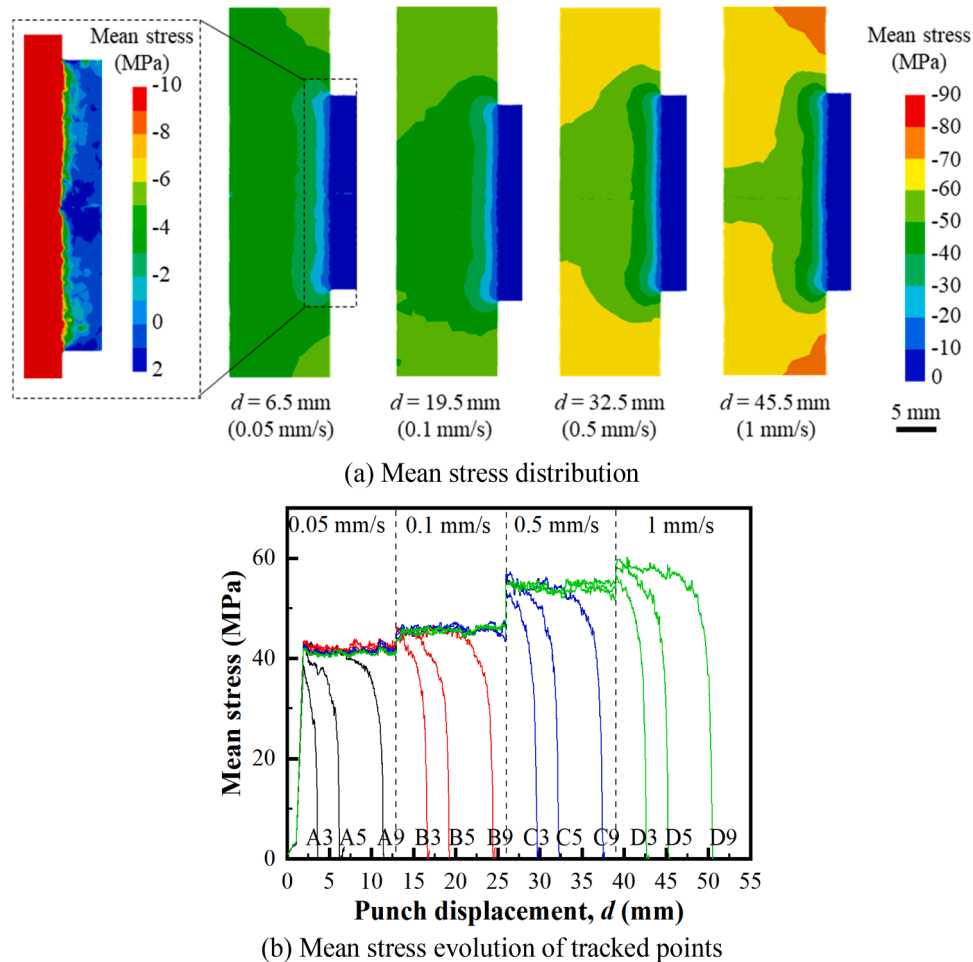 Mean stress
(MPa)
-10
-8
-6
-4
-2
0
2
d = 6.5 mm
(0.05 mm/s)
d = 19.5 mm
(0.1 mm/s)
d = 32.5 mm
(0.5 mm/s)
d = 45.5 mm
(1 mm/s)
Mean stress
(MPa)
-90
-80
-70
-60
-50
-40
-30
-20
-10
0
5 mm
(a) Mean stress distribution
0.05 mm/s
0.1 mm/s
0.5 mm/s
1 mm/s
Mean stress (MPa)
60
40
20
0
A3 A5 A9 B3 B5 B9 C3 C5 C9 D3 D5 D9
0 5 10 15 20 25 30 35 40 45 50 55
Punch displacement, d (mm)
(b) Mean stress evolution of tracked points